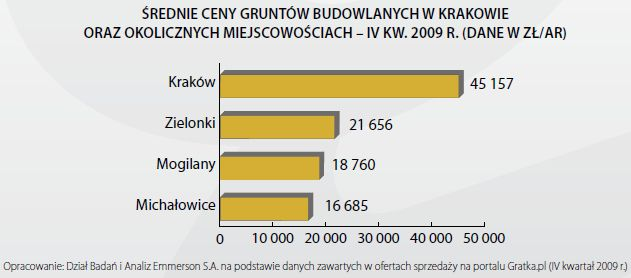 ŚREDNIE CENY GRUNTÓW BUDOWLANYCH W KRAKOWIE
ORAZ OKOLICZNYCH MIEJSCOWOŚCIACH – IV KW. 2009 R. (DANE W ZŁ/AR)
Kraków 45 157
Zielonki 21 656
Mogilany 18 760
Michałowice 16 685
0 10 000 20 000 30 000 40 000 50 000
Opracowanie: Dział Badań i Analiz Emmerson S.A. na podstawie danych zawartych w ofertach sprzedaży na portalu Gratka.pl (IV kwartał 2009 r.)